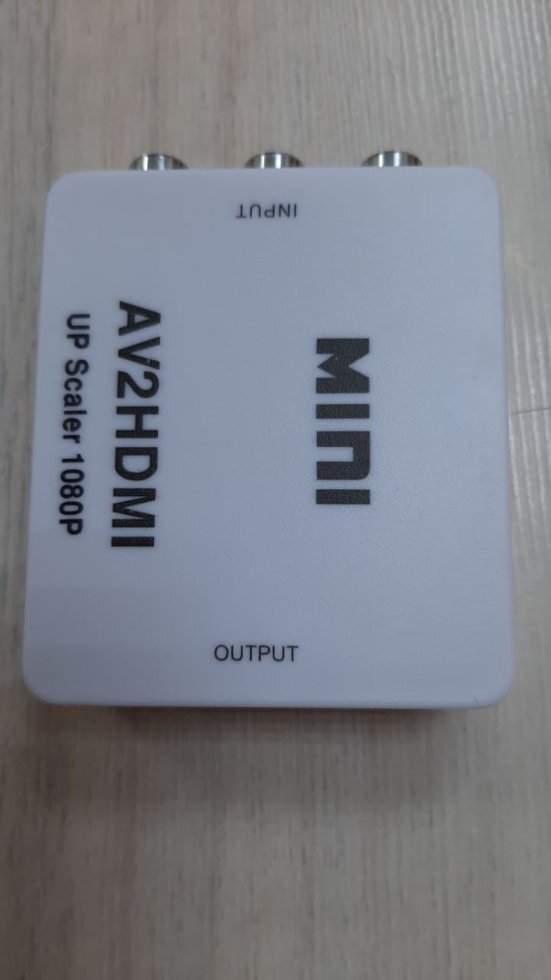 INPUT
MINI
AV2HDMI
UP Scaler 1080P
OUTPUT